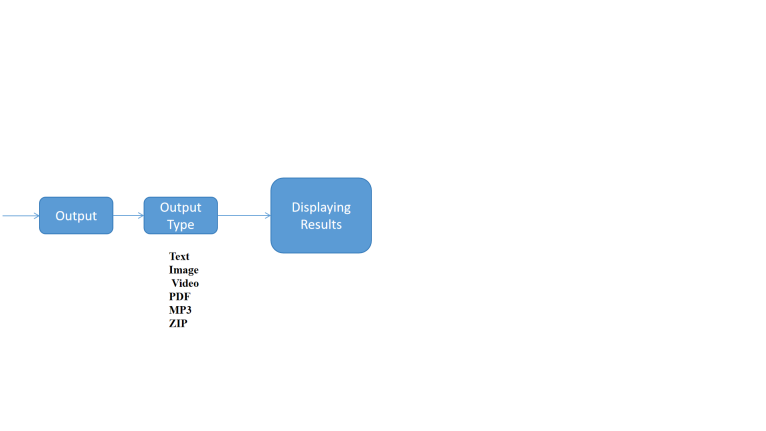 Output
Output
Type
Displaying
Results
Text
Image
Video
PDF
MP3
ZIP